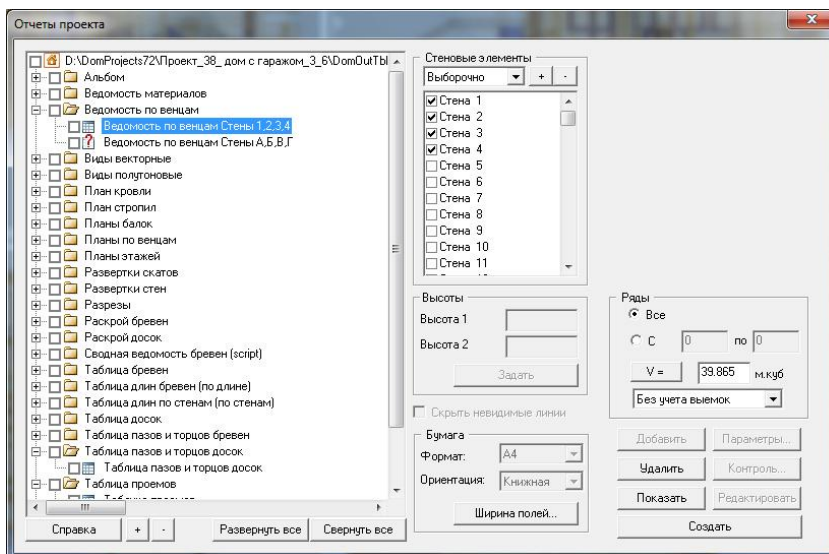 Отчеты проекта
D:\DomProjects72\Проект_38_ дом с гаражом_3_6\DomOutTbl
Альбом
Ведомость материалов
Ведомость по венцам
Ведомость по венцам Стены 1,2,3,4
Ведомость по венцам Стены А,Б,В,Г
Виды векторные
Виды полутоновые
План кровли
План стропил
Планы балок
Планы по венцам
Планы этажей
Развертки скатов
Развертки стен
Разрезы
Раскрой бревен
Раскрой досок
Сводная ведомость бревен (script)
Таблица бревен
Таблица длин бревен (по длине)
Таблица длин по стенам (по стенам)
Таблица досок
Таблица пазов и торцов бревен
Таблица пазов и торцов досок
Таблица пазов и торцов досок
Таблица проемов
Справка
+
-
Развернуть все
Свернуть все
Стеновые элементы
Выборочно
+
-
Стена 1
Стена 2
Стена 3
Стена 4
Стена 5
Стена 6
Стена 7
Стена 8
Стена 9
Стена 10
Стена 11
Высоты
Высота 1
Высота 2
Задать
Скрыть невидимые линии
Бумага
Формат: A4
Ориентация: Книжная
Ширина полей...
Ряды
Все
С 0 по 0
V = 39.865 м.куб
Без учета выемок
Добавить
Параметры...
Удалить
Контроль...
Показать
Редактировать
Создать